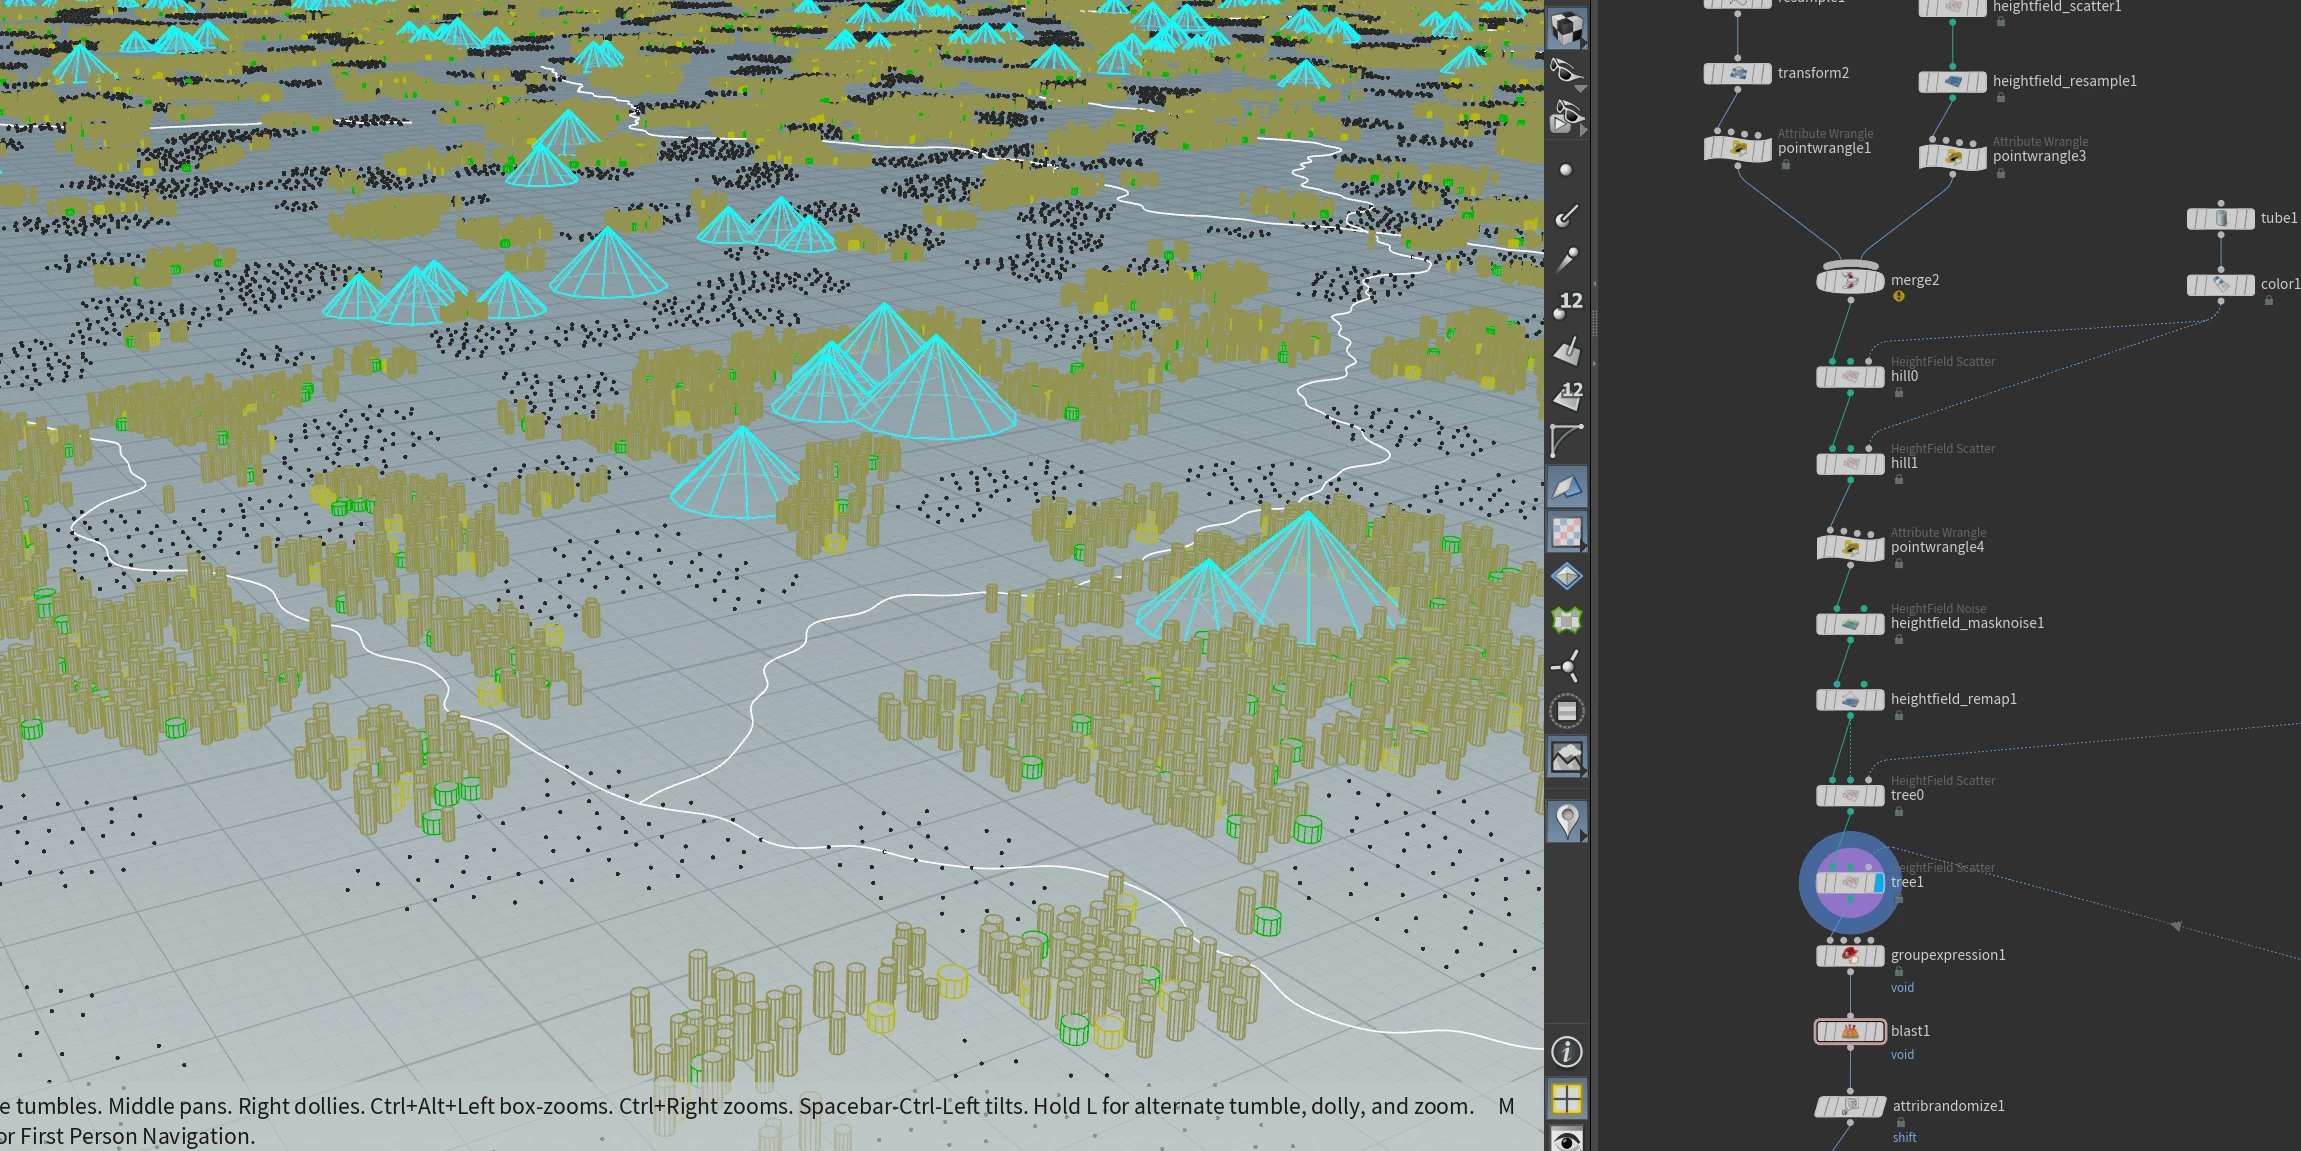 resample1
heightfield_scatter1
transform2
heightfield_resample1
Attribute Wrangle
pointwrangle1
Attribute Wrangle
pointwrangle3
tube1
merge2
color1
HeightField Scatter
hill0
HeightField Scatter
hill1
Attribute Wrangle
pointwrangle4
HeightField Noise
heightfield_masknoise1
heightfield_remap1
HeightField Scatter
tree0
HeightField Scatter
tree1
groupexpression1
void
blast1
void
attribrandomize1
shift
12
12
e tumbles. Middle pans. Right dollies. Ctrl+Alt+Left box-zooms. Ctrl+Right zooms. Spacebar-Ctrl-Left tilts. Hold L for alternate tumble, dolly, and zoom. M
or First Person Navigation.